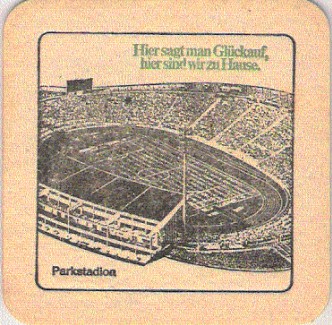 Hier sagt man Glückauf,
hier sind wir zu Hause.
Parkstadion